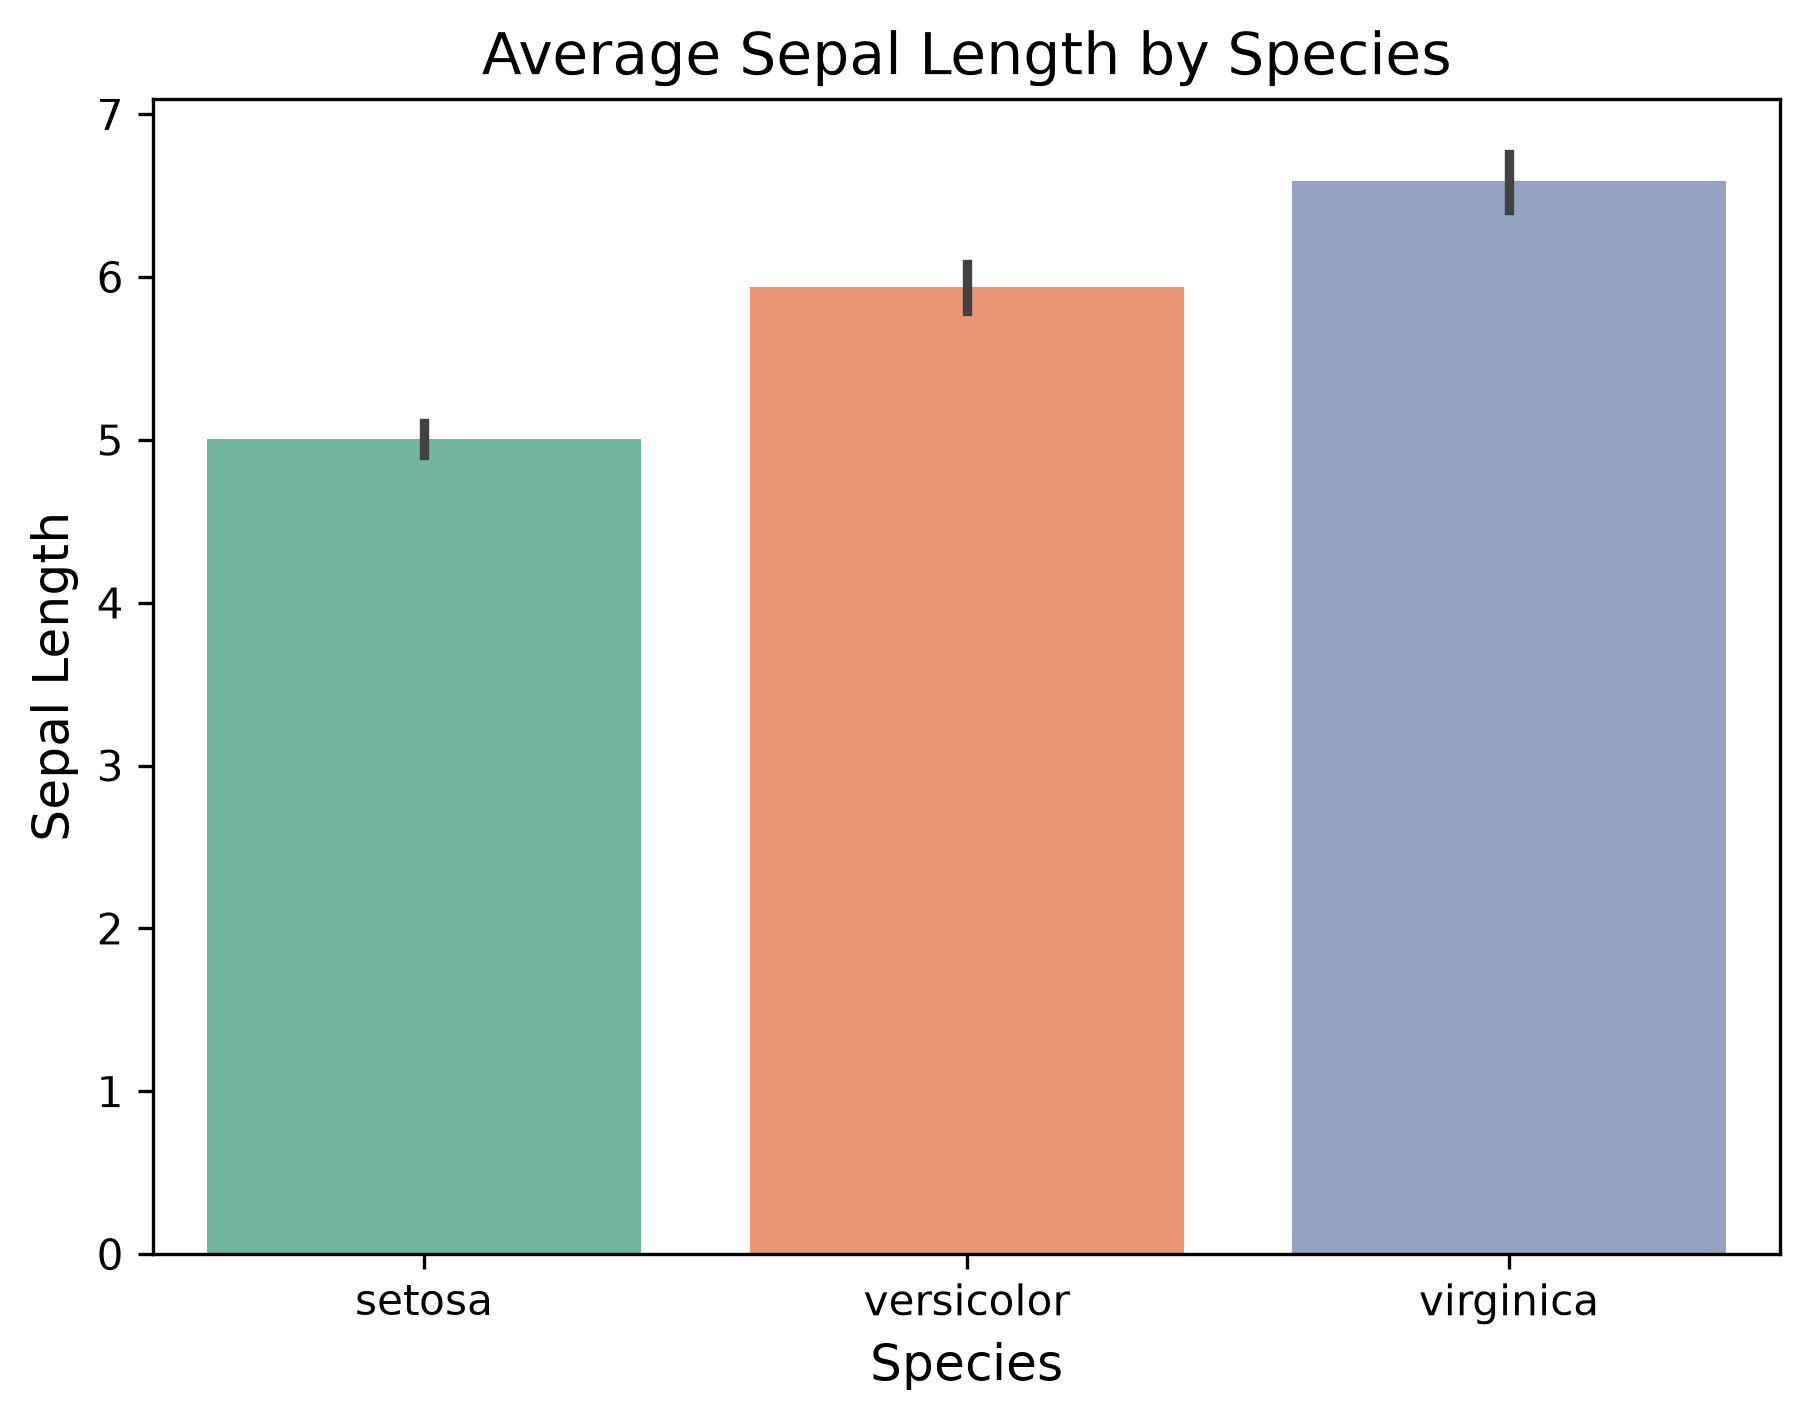 Average Sepal Length by Species
7
6
5
4
3
2
1
0
Sepal Length
setosa
versicolor
virginica
Species